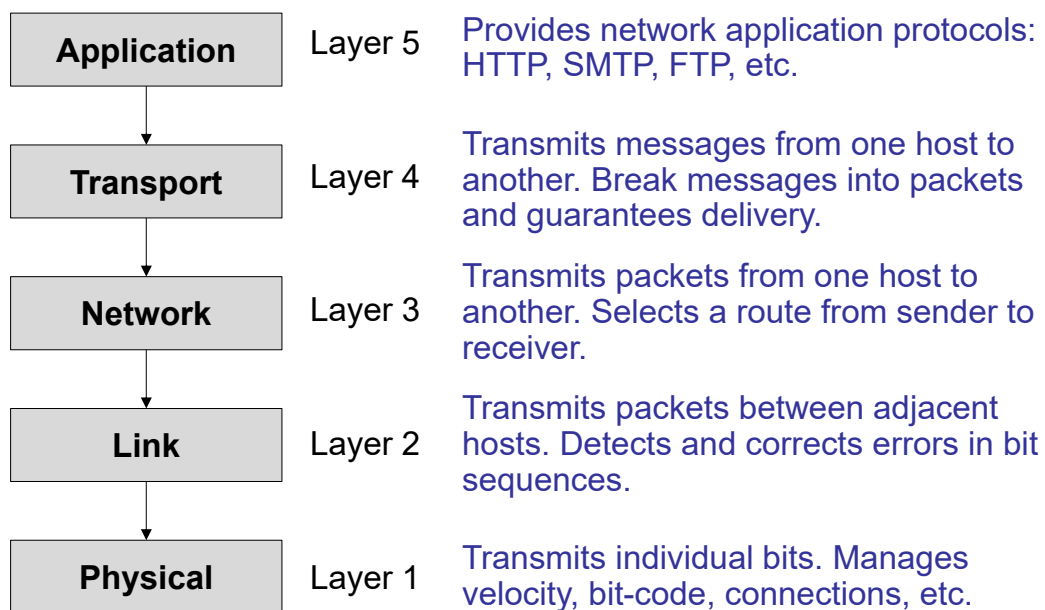 Application
Layer 5
Provides network application protocols:
HTTP, SMTP, FTP, etc.
Transport
Layer 4
Transmits messages from one host to
another. Break messages into packets
and guarantees delivery.
Network
Layer 3
Transmits packets from one host to
another. Selects a route from sender to
receiver.
Link
Layer 2
Transmits packets between adjacent
hosts. Detects and corrects errors in bit
sequences.
Physical
Layer 1
Transmits individual bits. Manages
velocity, bit-code, connections, etc.